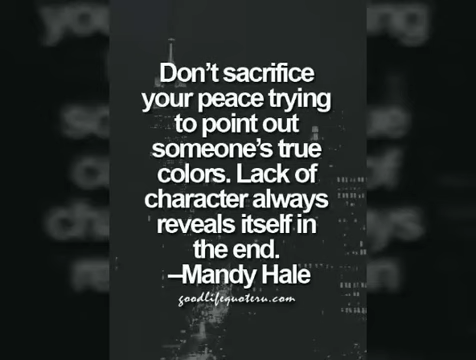 Don't sacrifice
your peace trying
to point out
someone's true
colors. Lack of
character always
reveals itself in
the end.
–Mandy Hale
goodlifequoteru.com